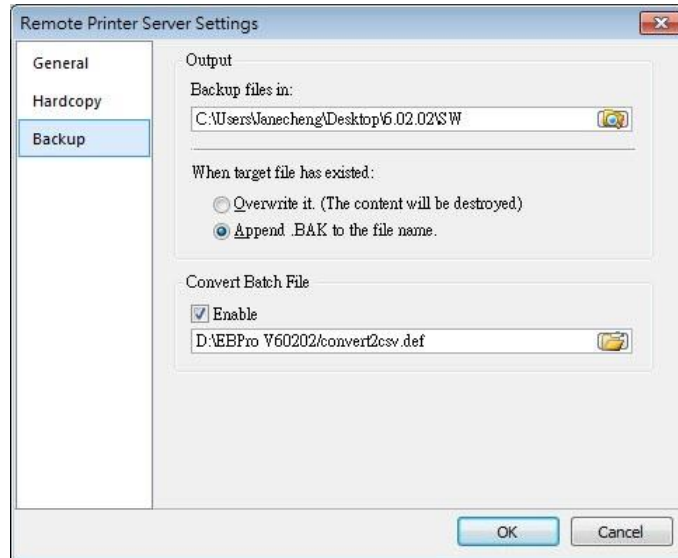 Remote Printer Server Settings
General
Hardcopy
Backup
Output
Backup files in:
C:\Users\Janecheng\Desktop\6.02.02\SW
When target file has existed:
Overwrite it. (The content will be destroyed)
Append .BAK to the file name.
Convert Batch File
Enable
D:\EBPro V60202/convert2csv.def
OK
Cancel